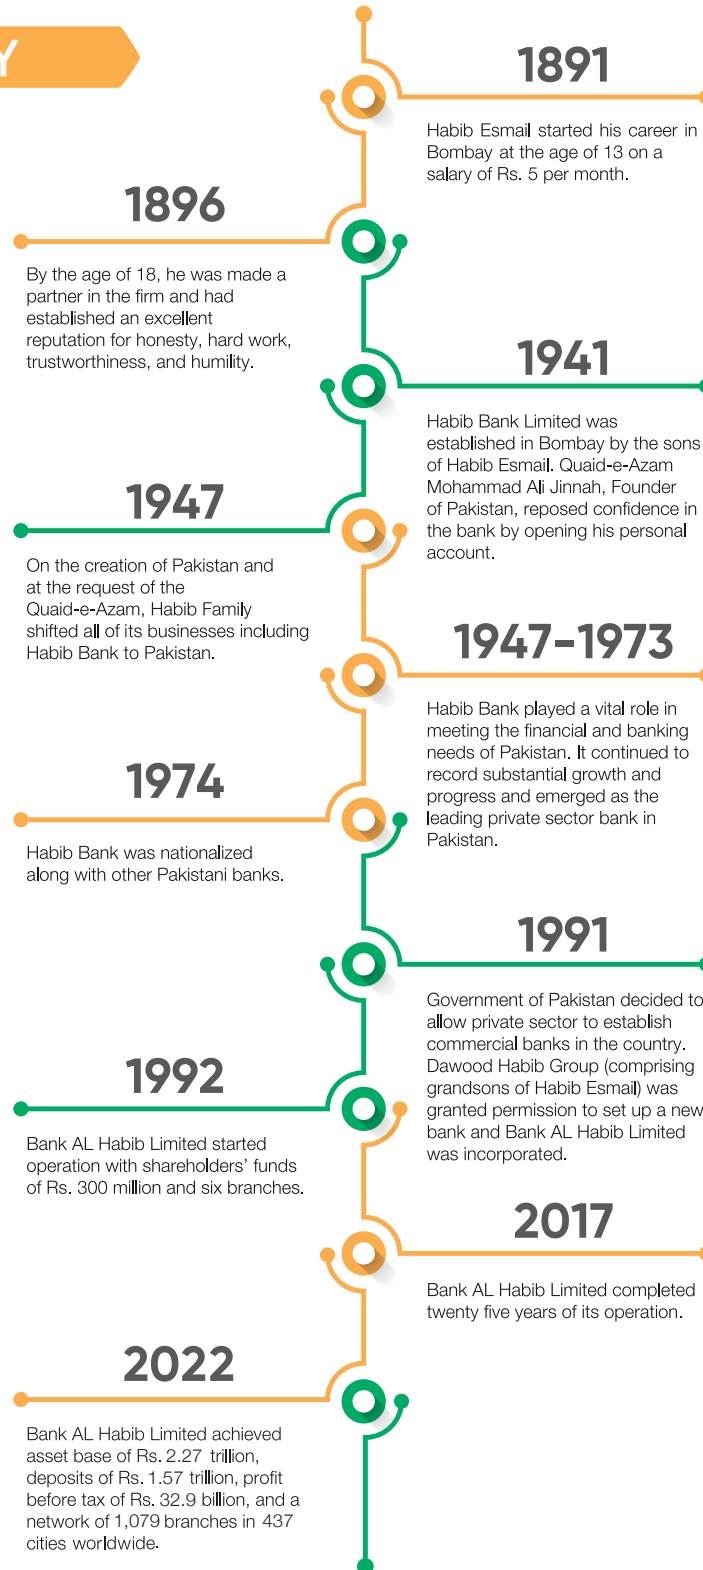 Y
1891
Habib Esmail started his career in
Bombay at the age of 13 on a
salary of Rs. 5 per month.
1896
By the age of 18, he was made a
partner in the firm and had
established an excellent
reputation for honesty, hard work,
trustworthiness, and humility.
1941
Habib Bank Limited was
established in Bombay by the sons
of Habib Esmail. Quaid-e-Azam
Mohammad Ali Jinnah, Founder
of Pakistan, reposed confidence in
the bank by opening his personal
account.
1947
On the creation of Pakistan and
at the request of the
Quaid-e-Azam, Habib Family
shifted all of its businesses including
Habib Bank to Pakistan.
1947-1973
Habib Bank played a vital role in
meeting the financial and banking
needs of Pakistan. It continued to
record substantial growth and
progress and emerged as the
leading private sector bank in
Pakistan.
1974
Habib Bank was nationalized
along with other Pakistani banks.
1991
Government of Pakistan decided to
allow private sector to establish
commercial banks in the country.
Dawood Habib Group (comprising
grandsons of Habib Esmail) was
granted permission to set up a new
bank and Bank AL Habib Limited
was incorporated.
1992
Bank AL Habib Limited started
operation with shareholders' funds
of Rs. 300 million and six branches.
2017
Bank AL Habib Limited completed
twenty five years of its operation.
2022
Bank AL Habib Limited achieved
asset base of Rs. 2.27 trillion,
deposits of Rs. 1.57 trillion, profit
before tax of Rs. 32.9 billion, and a
network of 1,079 branches in 437
cities worldwide.